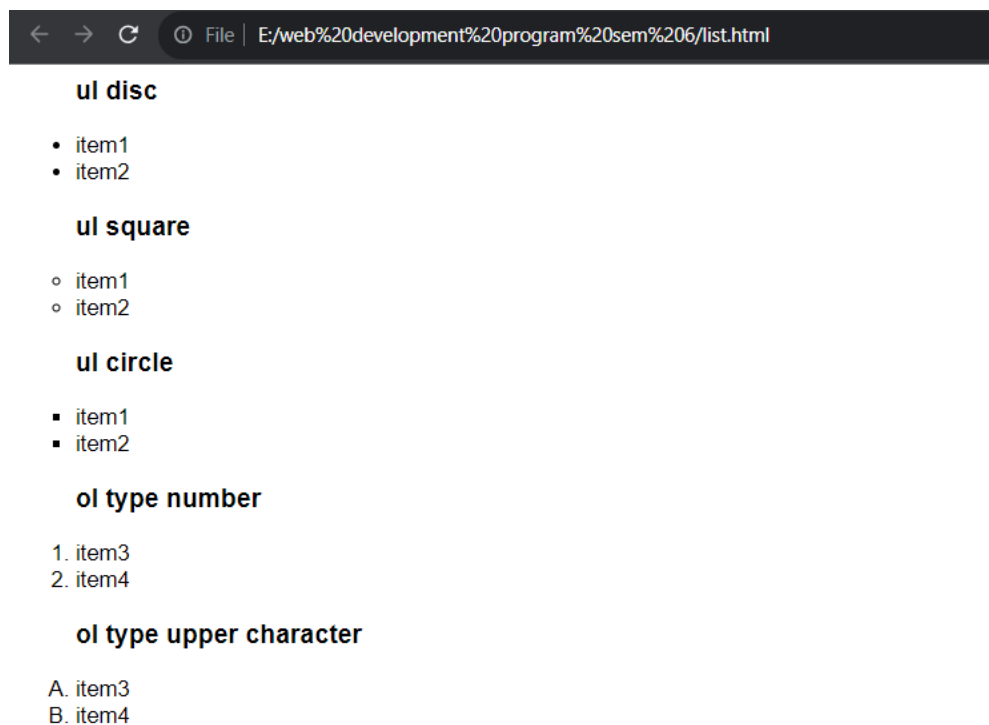 File E:/web%20development%20program%20sem%206/list.html
ul disc
• item1
• item2
ul square
◦ item1
◦ item2
ul circle
▪ item1
▪ item2
ol type number
1. item3
2. item4
ol type upper character
A. item3
B. item4